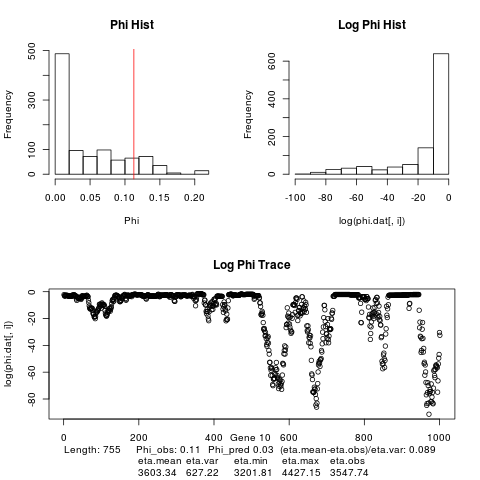 Phi Hist
Log Phi Hist
Frequency
0 100 300 500
0.00 0.05 0.10 0.15 0.20
Phi
Frequency
0 200 400 600
-100 -80 -60 -40 -20 0
log(phi.dat[, i])
Log Phi Trace
log(phi.dat[, i])
0 -20 -40 -60 -80
0 200 400 600 800 1000
Gene 10
Length: 755 Phi_obs: 0.11 Phi_pred 0.03 (eta.mean-eta.obs)/eta.var: 0.089
eta.mean eta.var eta.min eta.max eta.obs
3603.34 627.22 3201.81 4427.15 3547.74